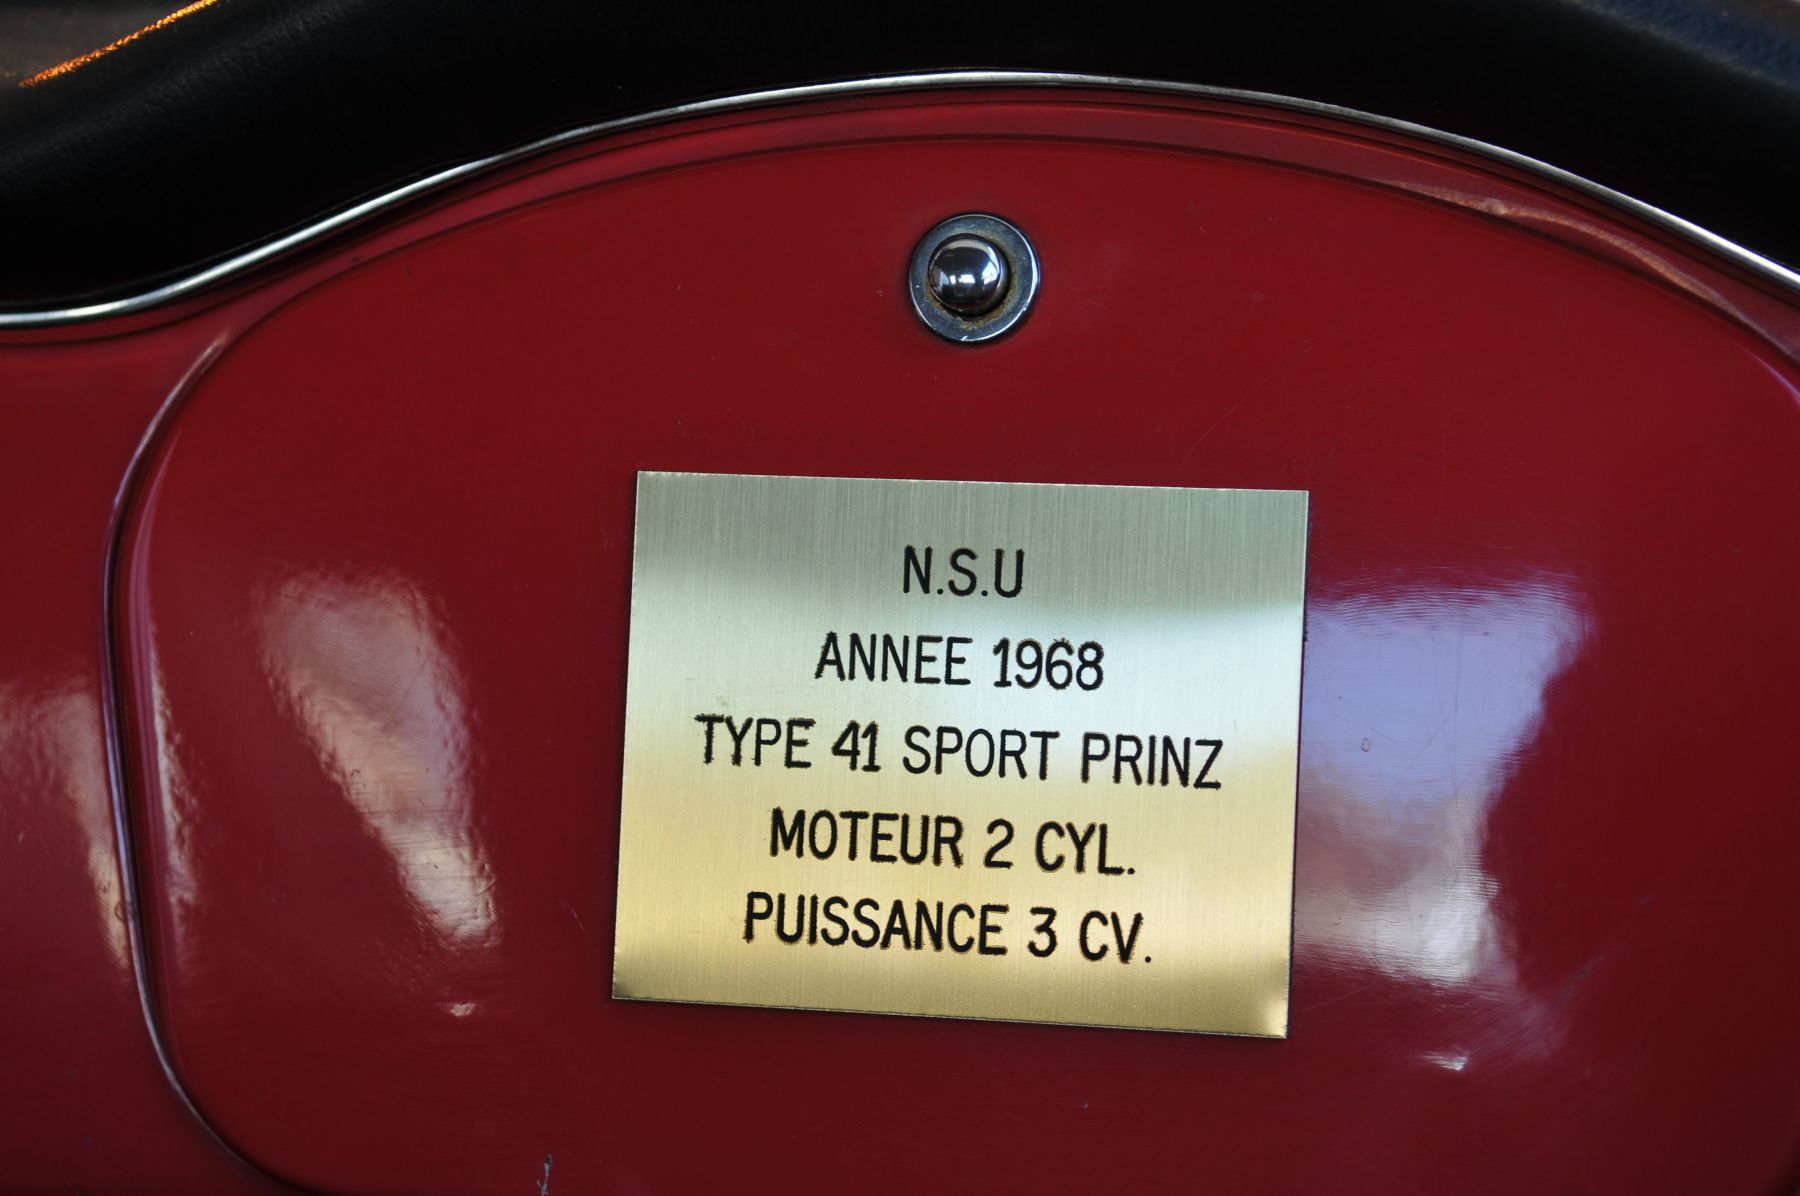 N.S.U
ANNEE 1968
TYPE 41 SPORT PRINZ
MOTEUR 2 CYL.
PUISSANCE 3 CV.